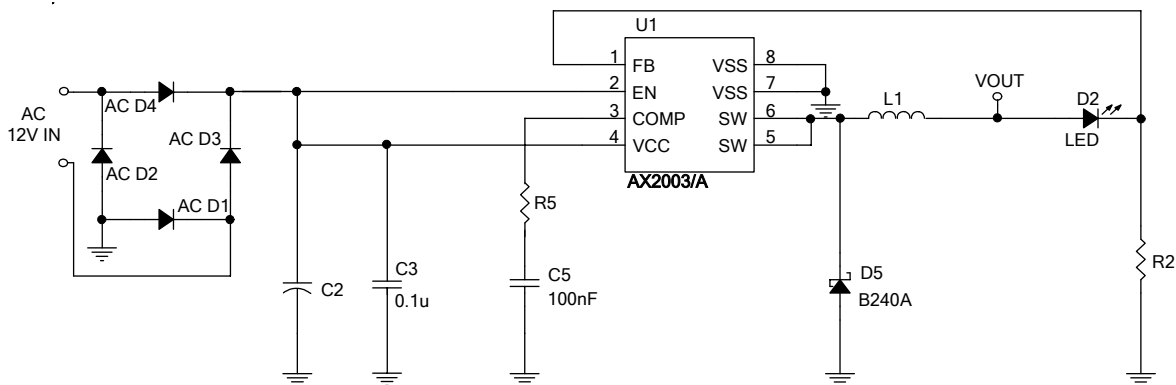 U1
1
FB
VSS
8
AC D4
2
EN
VSS
7
VOUT
AC
12V IN
3
COMP
SW
6
L1
D2
LED
AC D3
4
VCC
SW
5
AC D2
AX2003/A
AC D1
R5
R2
C2
C3
0.1u
C5
100nF
D5
B240A